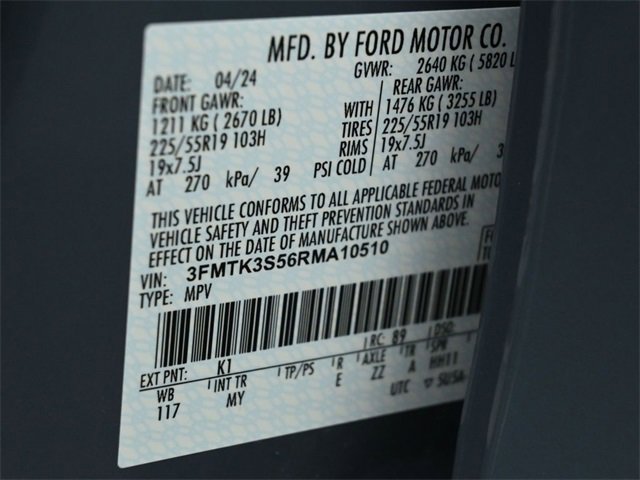 MFD. BY FORD MOTOR CO.
DATE: 04/24 GVWR: 2640 KG ( 5820 L
FRONT GAWR: REAR GAWR:
1211 KG ( 2670 LB) WITH 1476 KG ( 3255 LB)
225/55R19 103H TIRES 225/55R19 103H
19x7.5J RIMS 19x7.5J
AT 270 kPa/ 39 PSI COLD AT 270 kPa/ 3
THIS VEHICLE CONFORMS TO ALL APPLICABLE FEDERAL MOTO
VEHICLE SAFETY AND THEFT PREVENTION STANDARDS IN
EFFECT ON THE DATE OF MANUFACTURE SHOWN ABOVE.
VIN: 3FMTK3S56RMA10510
TYPE: MPV
EXT PNT: K1 RC: 89 DSO:
WB INT TR TP/PS R AXLE TR SPR
117 MY E ZZ A HH11
UTC